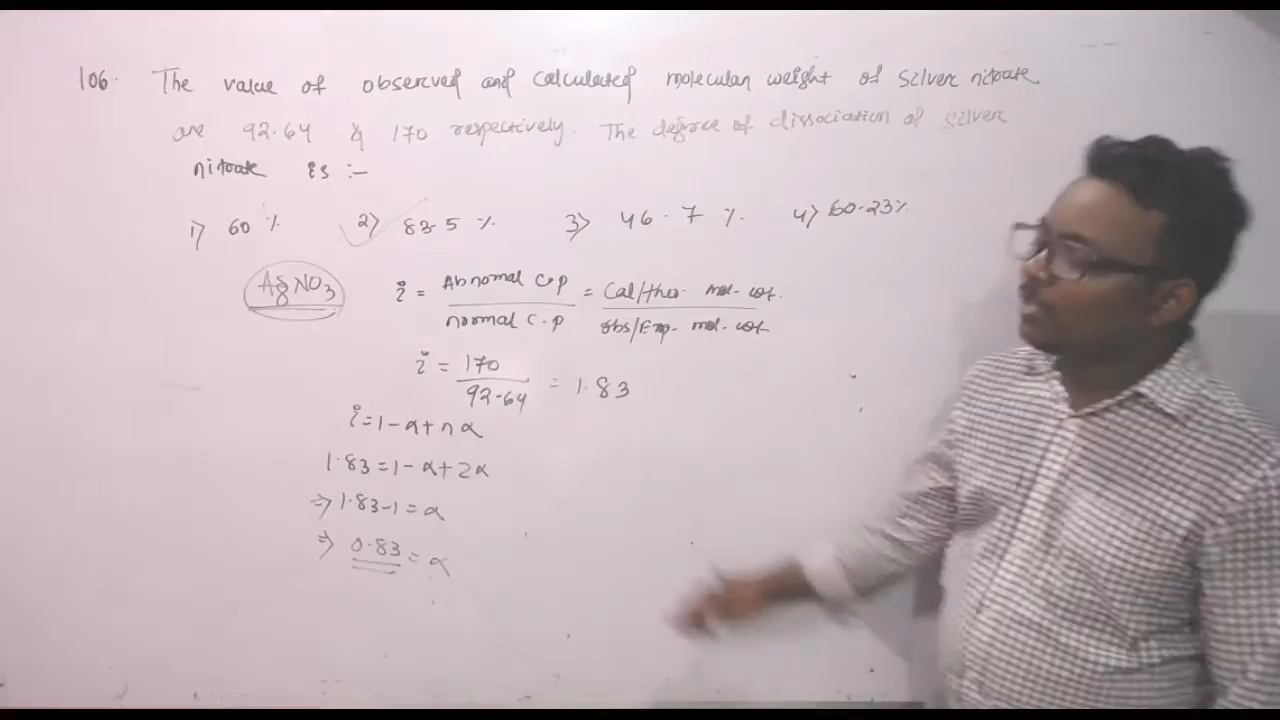 106. The value of observed and calculated molecular weight of silver nitrate
are 92.64 & 170 respectively. The degree of dissociation of silver
nitrate is :-
1) 60 % 2) 83.5 % 3) 46.7 % 4) 60.23%
AgNO3 i = Abnormal C.p / normal C.p = Cal/theo. mol. wt. / obs/Exp. mol. wt
i = 170 / 92.64 = 1.83
i = 1 - α + n α
1.83 = 1 - α + 2α
⇒ 1.83 - 1 = α
⇒ 0.83 = α